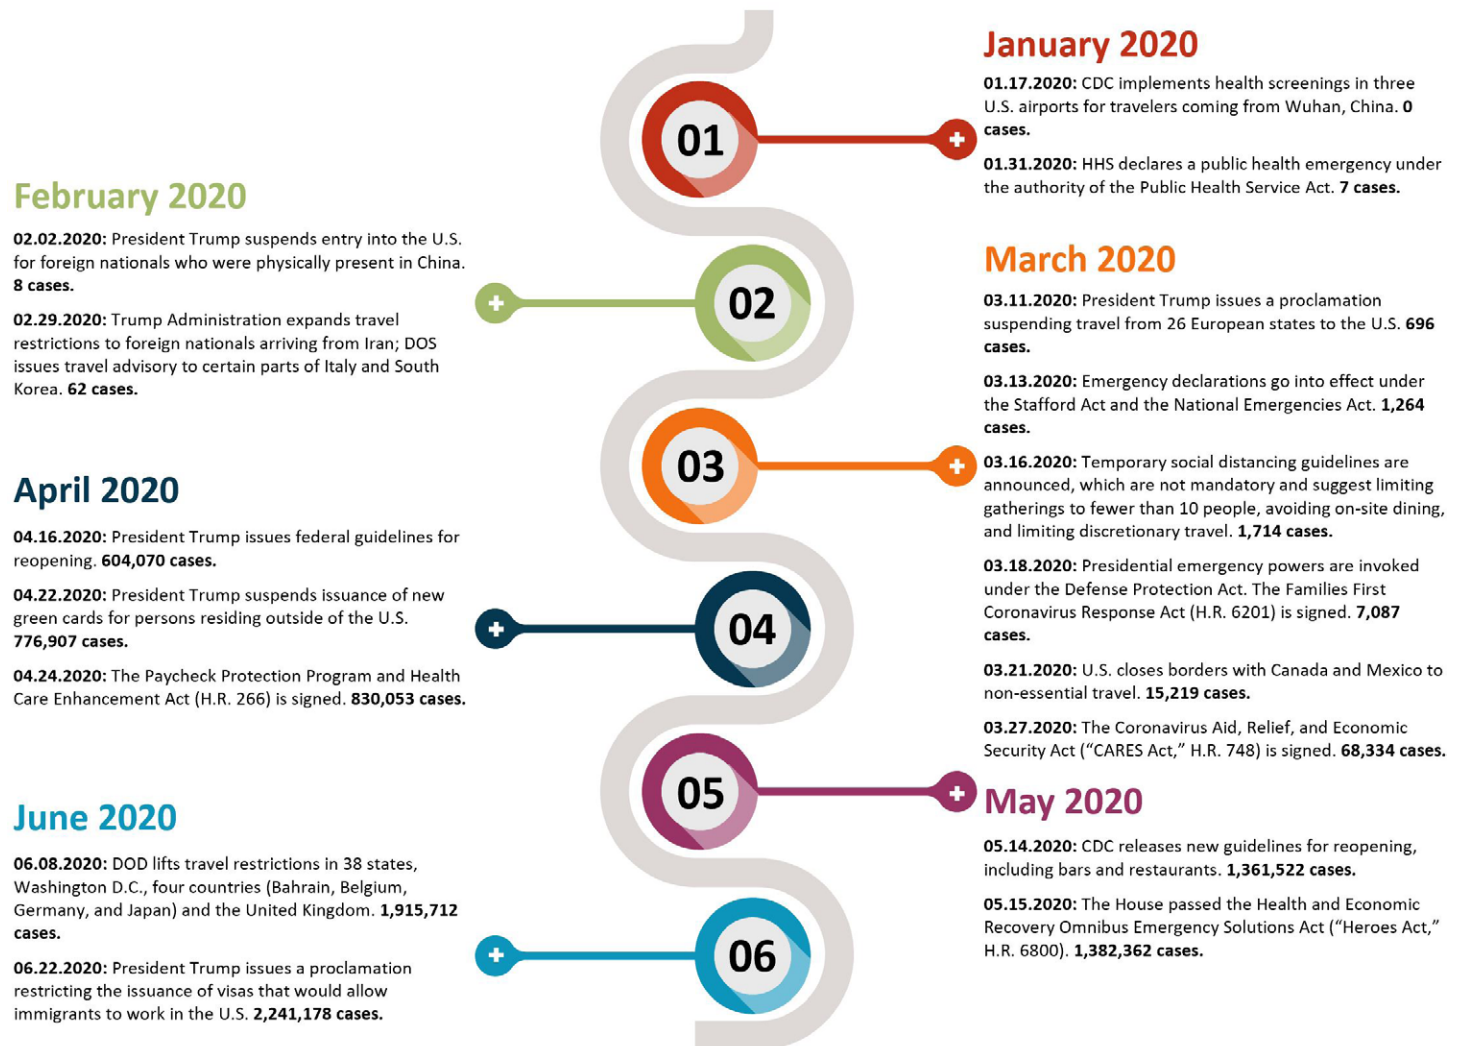 January 2020
01.17.2020: CDC implements health screenings in three
U.S. airports for travelers coming from Wuhan, China. 0
cases.
01.31.2020: HHS declares a public health emergency under
the authority of the Public Health Service Act. 7 cases.
01
February 2020
02.02.2020: President Trump suspends entry into the U.S.
for foreign nationals who were physically present in China.
8 cases.
02.29.2020: Trump Administration expands travel
restrictions to foreign nationals arriving from Iran; DOS
issues travel advisory to certain parts of Italy and South
Korea. 62 cases.
02
March 2020
03.11.2020: President Trump issues a proclamation
suspending travel from 26 European states to the U.S. 696
cases.
03.13.2020: Emergency declarations go into effect under
the Stafford Act and the National Emergencies Act. 1,264
cases.
03.16.2020: Temporary social distancing guidelines are
announced, which are not mandatory and suggest limiting
gatherings to fewer than 10 people, avoiding on-site dining,
and limiting discretionary travel. 1,714 cases.
03.18.2020: Presidential emergency powers are invoked
under the Defense Protection Act. The Families First
Coronavirus Response Act (H.R. 6201) is signed. 7,087
cases.
03.21.2020: U.S. closes borders with Canada and Mexico to
non-essential travel. 15,219 cases.
03.27.2020: The Coronavirus Aid, Relief, and Economic
Security Act (“CARES Act,” H.R. 748) is signed. 68,334 cases.
03
April 2020
04.16.2020: President Trump issues federal guidelines for
reopening. 604,070 cases.
04.22.2020: President Trump suspends issuance of new
green cards for persons residing outside of the U.S.
776,907 cases.
04.24.2020: The Paycheck Protection Program and Health
Care Enhancement Act (H.R. 266) is signed. 830,053 cases.
04
May 2020
05.14.2020: CDC releases new guidelines for reopening,
including bars and restaurants. 1,361,522 cases.
05.15.2020: The House passed the Health and Economic
Recovery Omnibus Emergency Solutions Act (“Heroes Act,”
H.R. 6800). 1,382,362 cases.
05
June 2020
06.08.2020: DOD lifts travel restrictions in 38 states,
Washington D.C., four countries (Bahrain, Belgium,
Germany, and Japan) and the United Kingdom. 1,915,712
cases.
06.22.2020: President Trump issues a proclamation
restricting the issuance of visas that would allow
immigrants to work in the U.S. 2,241,178 cases.
06